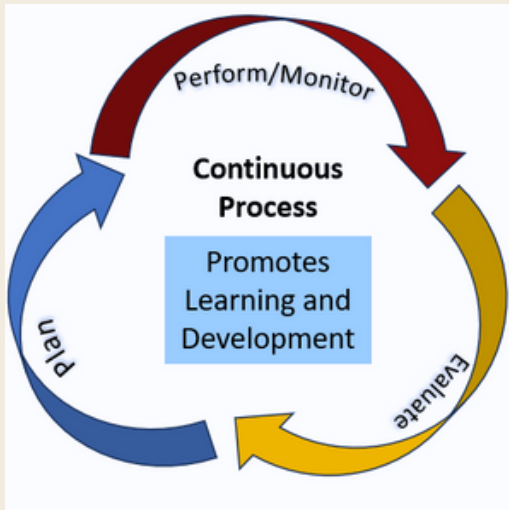 Perform/Monitor
Continuous
Process
Promotes
Learning and
Development
Plan
Evaluate